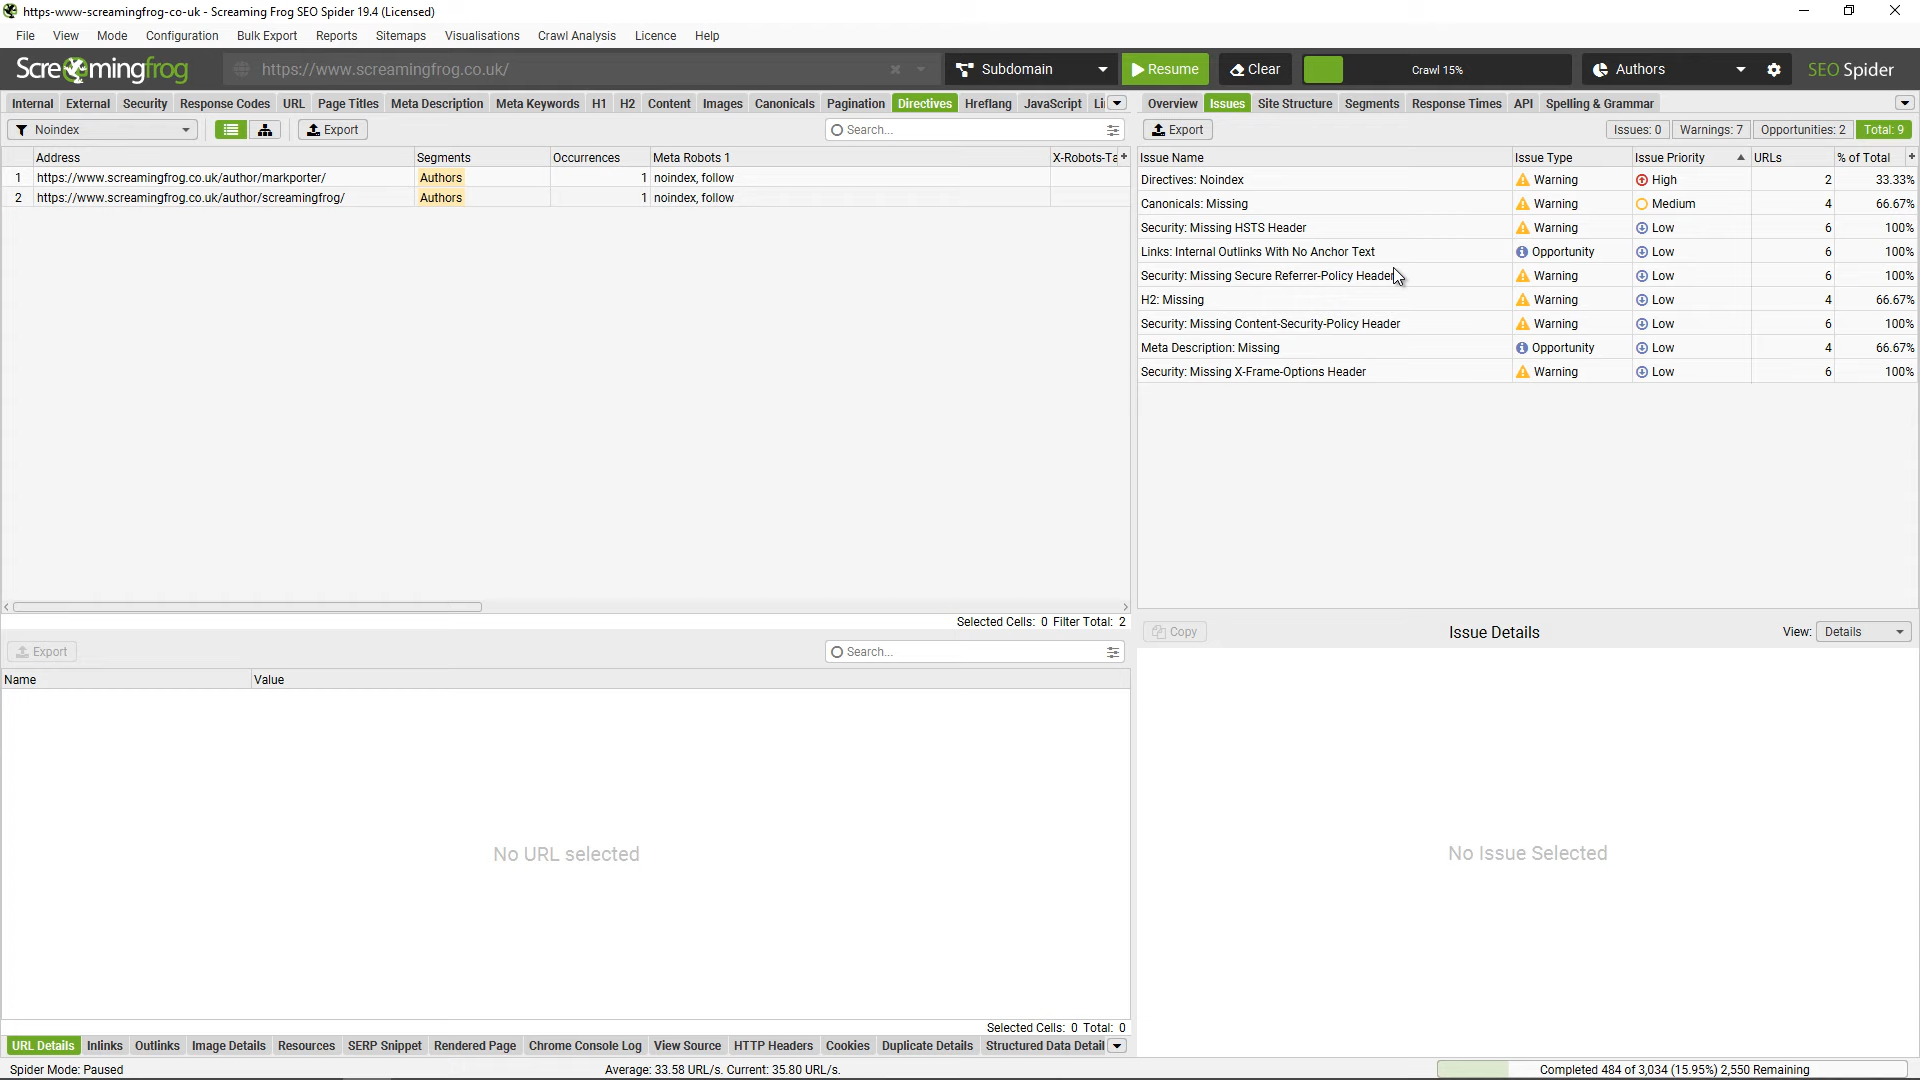 https-www-screamingfrog-co-uk - Screaming Frog SEO Spider 19.4 (Licensed)
File View Mode Configuration Bulk Export Reports Sitemaps Visualisations Crawl Analysis Licence Help
Screamingfrog https://www.screamingfrog.co.uk/ Subdomain Resume Clear Crawl 15% Authors SEO Spider
Internal External Security Response Codes URL Page Titles Meta Description Meta Keywords H1 H2 Content Images Canonicals Pagination Directives Hreflang JavaScript Li
Overview Issues Site Structure Segments Response Times API Spelling & Grammar
Noindex Export Search...
Export Issues: 0 Warnings: 7 Opportunities: 2 Total: 9
Address Segments Occurrences Meta Robots 1 X-Robots-Ta +
1 https://www.screamingfrog.co.uk/author/markporter/ Authors 1 noindex, follow
2 https://www.screamingfrog.co.uk/author/screamingfrog/ Authors 1 noindex, follow
Issue Name Issue Type Issue Priority URLs % of Total +
Directives: Noindex Warning High 2 33.33%
Canonicals: Missing Warning Medium 4 66.67%
Security: Missing HSTS Header Warning Low 6 100%
Links: Internal Outlinks With No Anchor Text Opportunity Low 6 100%
Security: Missing Secure Referrer-Policy Header Warning Low 6 100%
H2: Missing Warning Low 4 66.67%
Security: Missing Content-Security-Policy Header Warning Low 6 100%
Meta Description: Missing Opportunity Low 4 66.67%
Security: Missing X-Frame-Options Header Warning Low 6 100%
Selected Cells: 0 Filter Total: 2
Export Search...
Name Value
No URL selected
Selected Cells: 0 Total: 0
Copy Issue Details View: Details
No Issue Selected
URL Details Inlinks Outlinks Image Details Resources SERP Snippet Rendered Page Chrome Console Log View Source HTTP Headers Cookies Duplicate Details Structured Data Detail
Spider Mode: Paused Average: 33.58 URL/s. Current: 35.80 URL/s. Completed 484 of 3,034 (15.95%) 2,550 Remaining